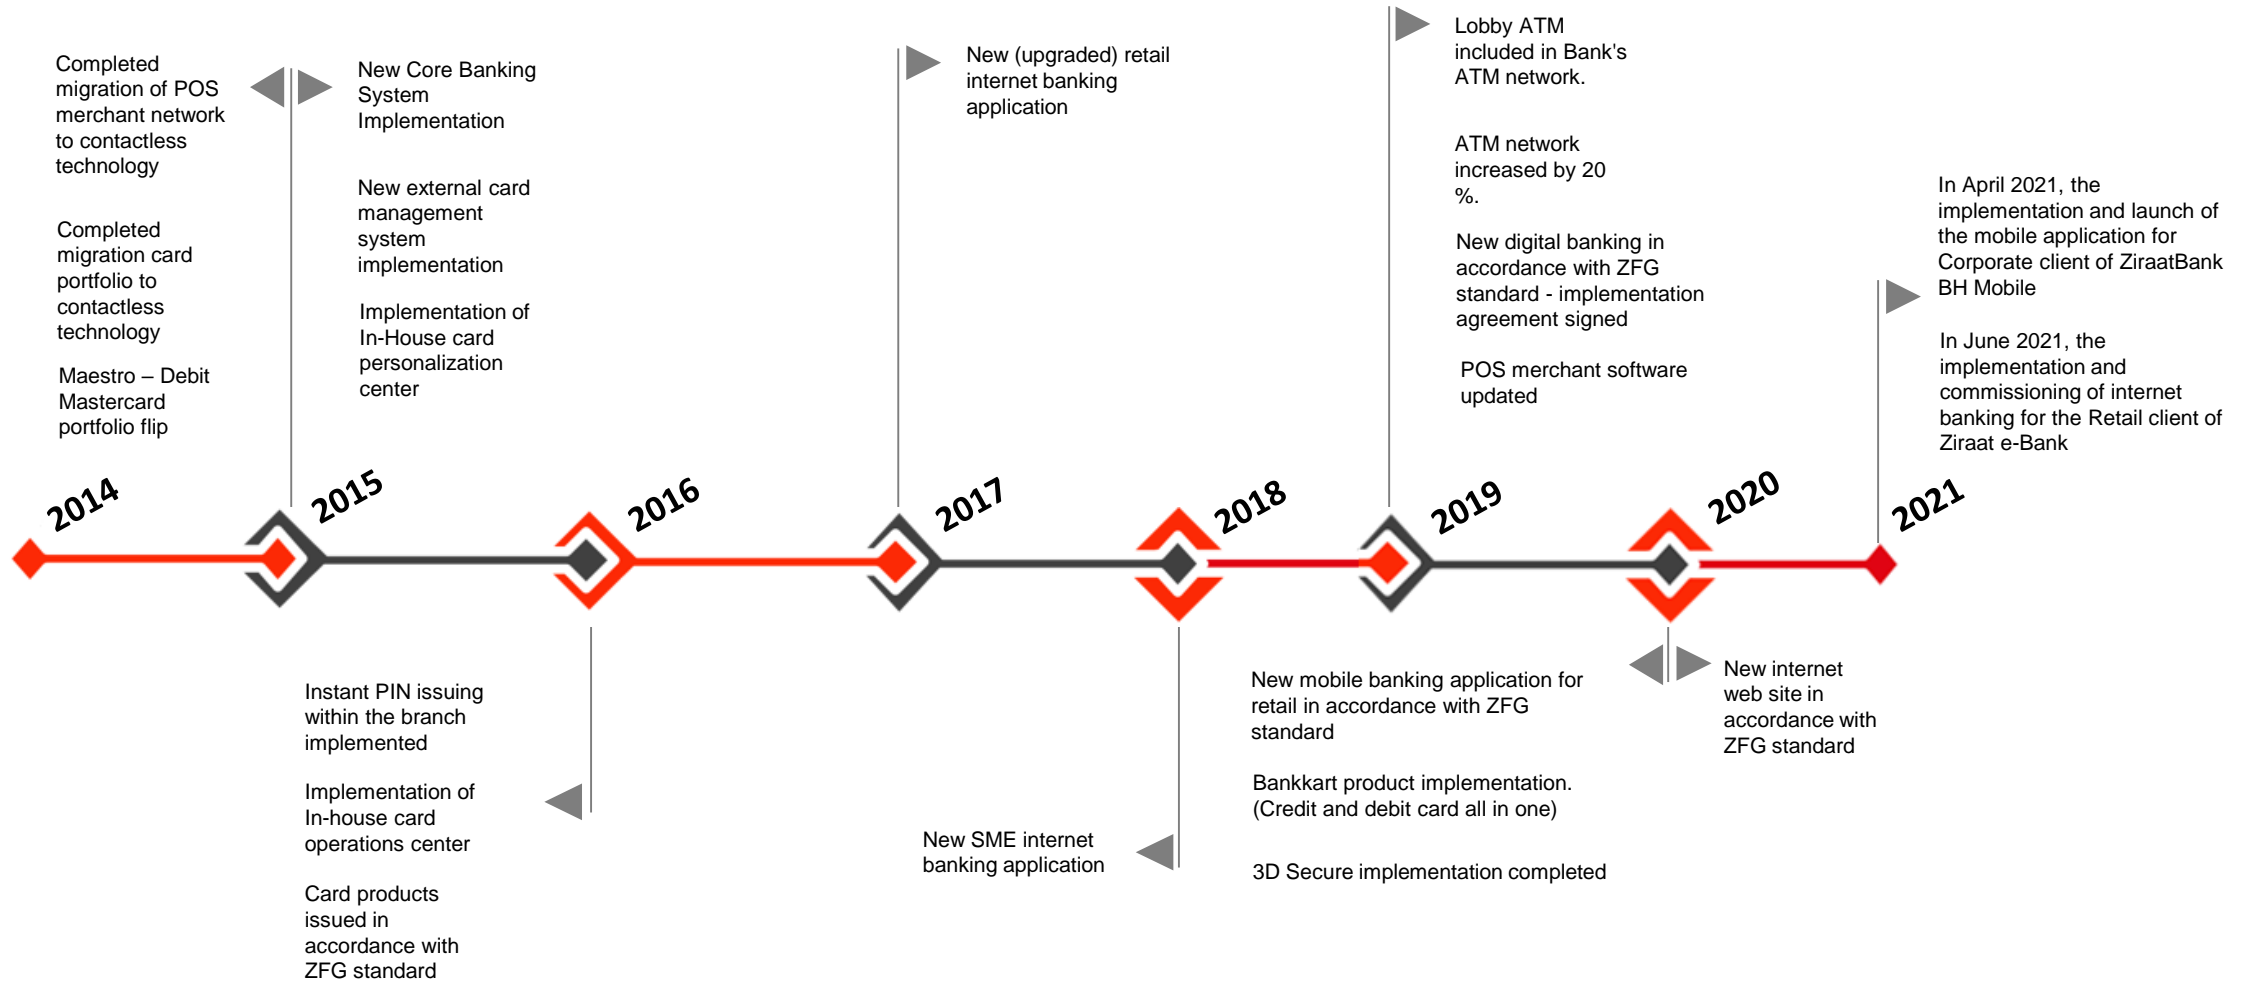 Completed
migration of POS
merchant network
to contactless
technology
Completed
migration card
portfolio to
contactless
technology
Maestro – Debit
Mastercard
portfolio flip
New Core Banking
System
Implementation
New external card
management
system
implementation
Implementation of
In-House card
personalization
center
New (upgraded) retail
internet banking
application
Lobby ATM
included in Bank's
ATM network.
ATM network
increased by 20
%.
New digital banking in
accordance with ZFG
standard - implementation
agreement signed
POS merchant software
updated
In April 2021, the
implementation and launch of
the mobile application for
Corporate client of ZiraatBank
BH Mobile
In June 2021, the
implementation and
commissioning of internet
banking for the Retail client of
Ziraat e-Bank
2014
2015
2016
2017
2018
2019
2020
2021
Instant PIN issuing
within the branch
implemented
Implementation of
In-house card
operations center
Card products
issued in
accordance with
ZFG standard
New SME internet
banking application
New mobile banking application for
retail in accordance with ZFG
standard
Bankkart product implementation.
(Credit and debit card all in one)
3D Secure implementation completed
New internet
web site in
accordance with
ZFG standard